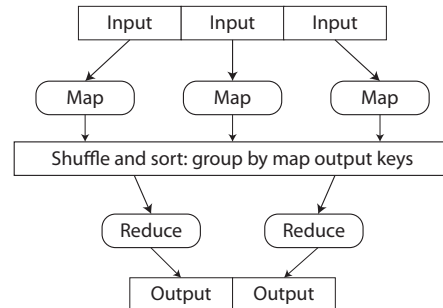 Input Input Input
Map Map Map
Shuffle and sort: group by map output keys
Reduce Reduce
Output Output